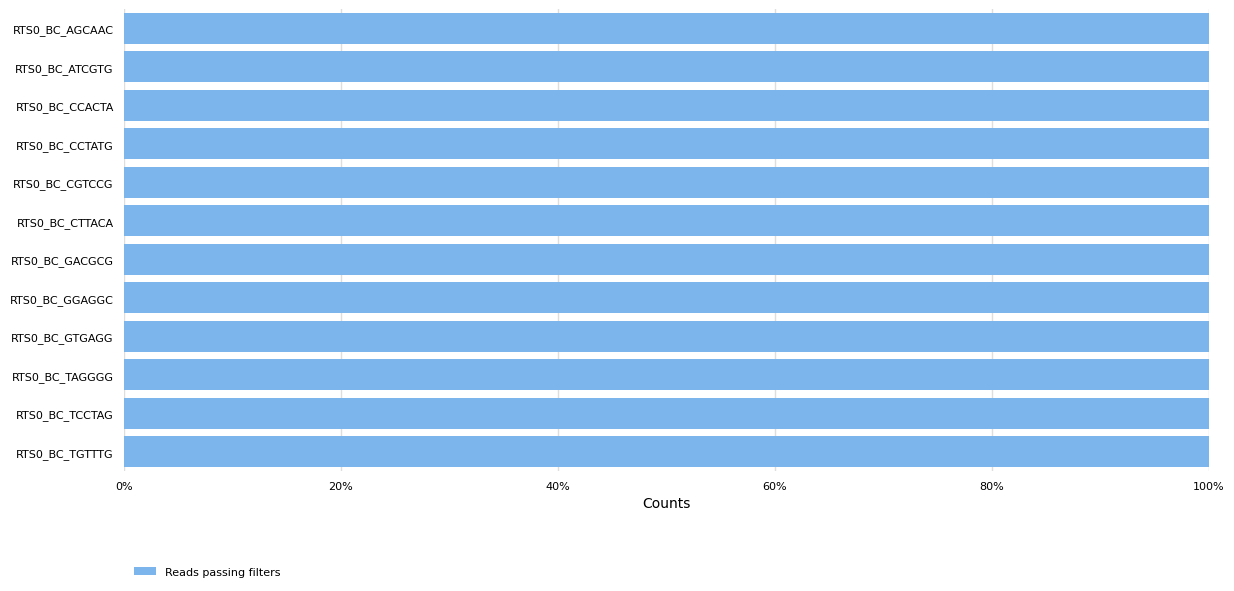 RTS0_BC_AGCAAC
RTS0_BC_ATCGTG
RTS0_BC_CCACTA
RTS0_BC_CCTATG
RTS0_BC_CGTCCG
RTS0_BC_CTTACA
RTS0_BC_GACGCG
RTS0_BC_GGAGGC
RTS0_BC_GTGAGG
RTS0_BC_TAGGGG
RTS0_BC_TCCTAG
RTS0_BC_TGTTTG
0% 20% 40% 60% 80% 100%
Counts
Reads passing filters